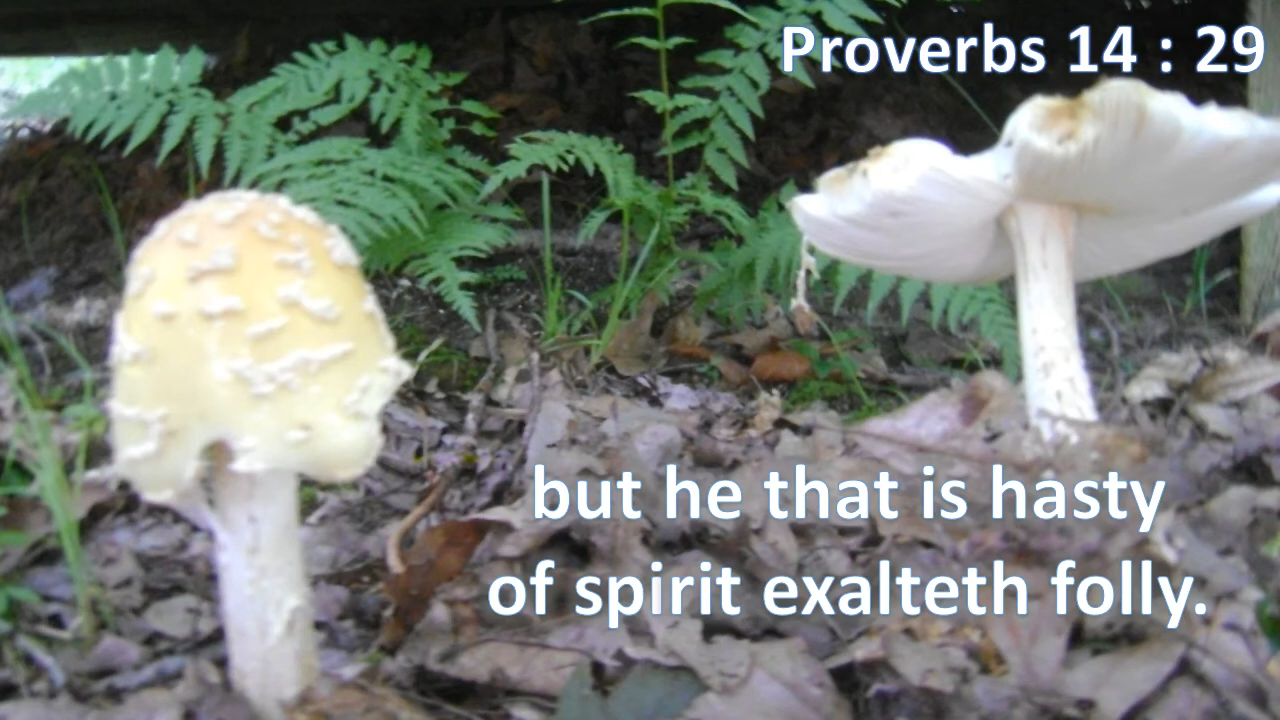 Proverbs 14 : 29
but he that is hasty
of spirit exalteth folly.